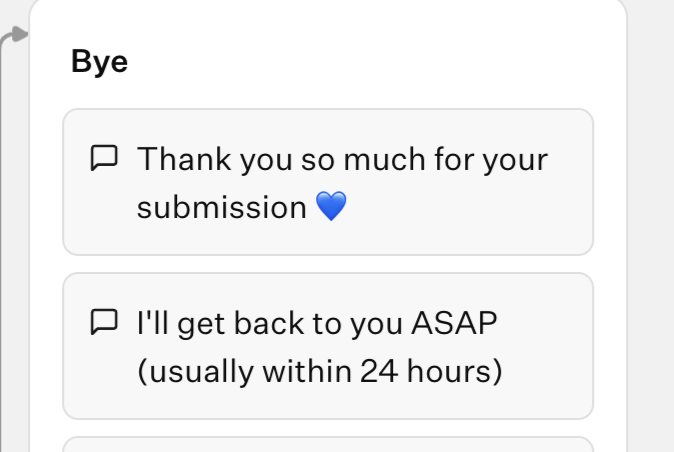 Bye
Thank you so much for your
submission 💙
I'll get back to you ASAP
(usually within 24 hours)